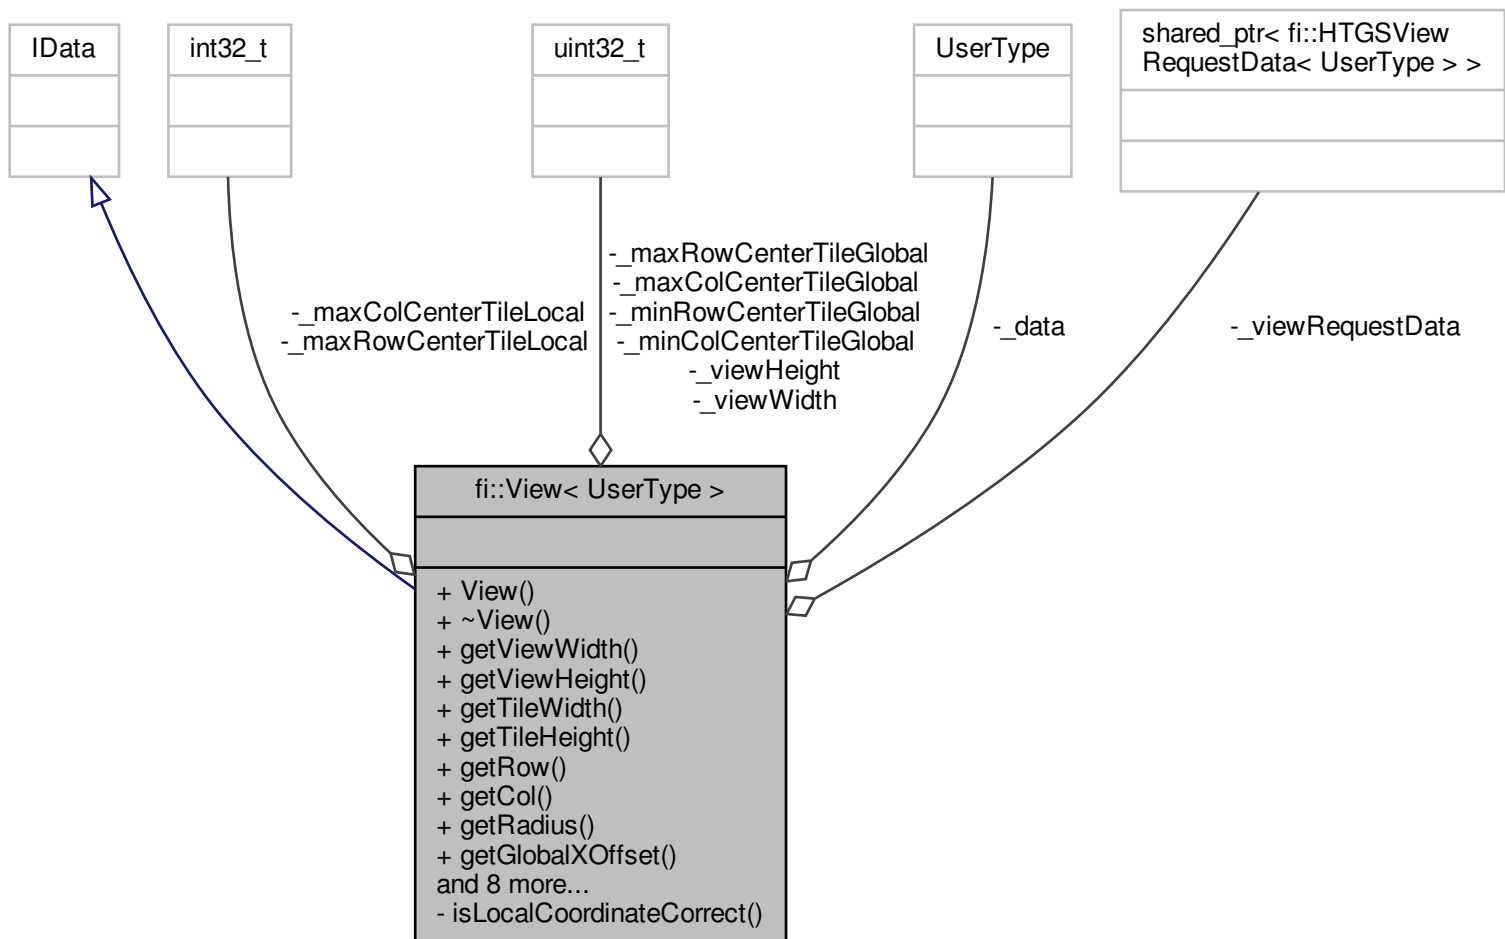 IData
int32_t
uint32_t
UserType
shared_ptr< fi::HTGSView
RequestData< UserType > >
-_maxColCenterTileLocal
-_maxRowCenterTileLocal
-_maxRowCenterTileGlobal
-_maxColCenterTileGlobal
-_minRowCenterTileGlobal
-_minColCenterTileGlobal
-_viewHeight
-_viewWidth
-_data
-_viewRequestData
fi::View< UserType >
+ View()
+ ~View()
+ getViewWidth()
+ getViewHeight()
+ getTileWidth()
+ getTileHeight()
+ getRow()
+ getCol()
+ getRadius()
+ getGlobalXOffset()
and 8 more...
- isLocalCoordinateCorrect()